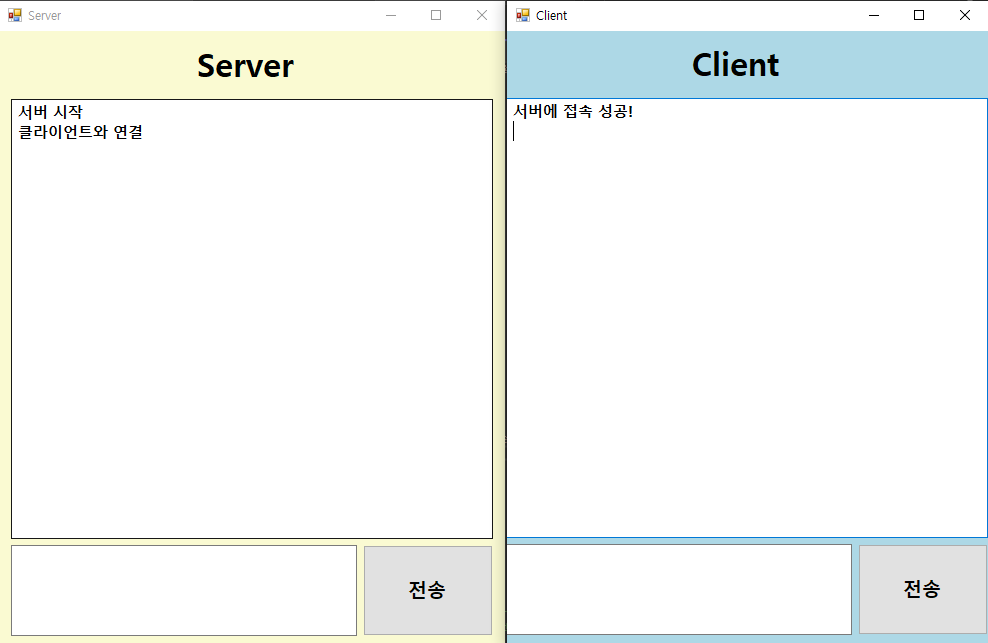 Server
Server
서버 시작
클라이언트와 연결
전송
Client
Client
서버에 접속 성공!
전송